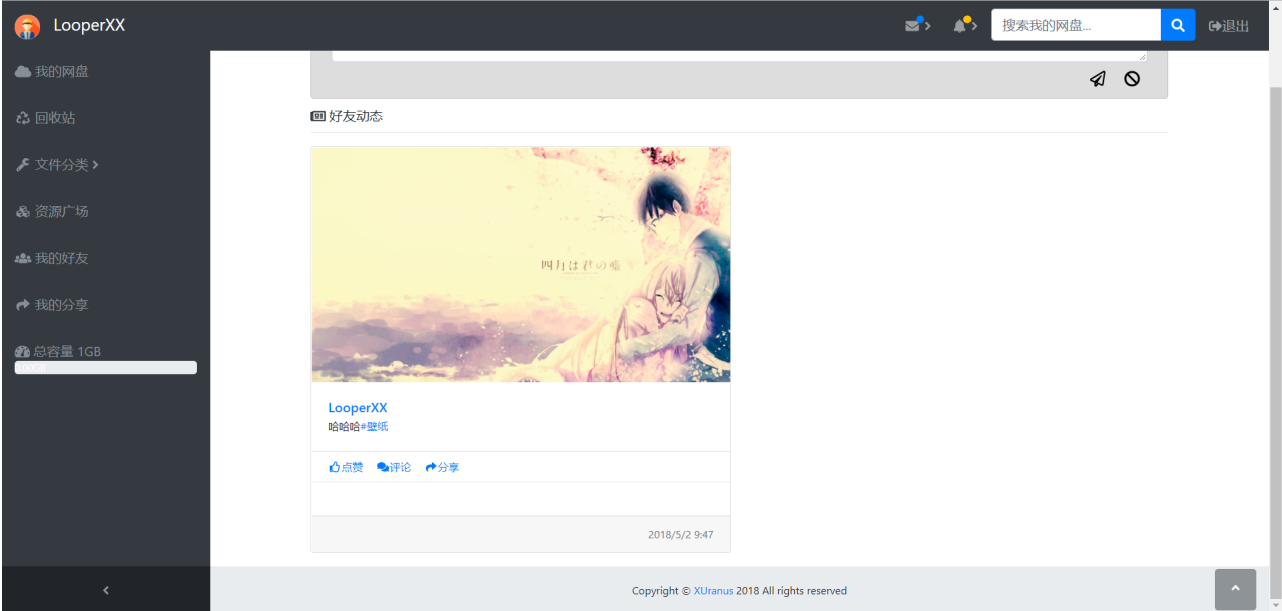 LooperXX
搜索我的网盘...
退出
我的网盘
回收站
文件分类
资源广场
我的好友
我的分享
总容量 1GB
好友动态
四月は君の嘘
LooperXX
哈哈哈#壁纸
点赞 评论 分享
2018/5/2 9:47
Copyright © XUranus 2018 All rights reserved